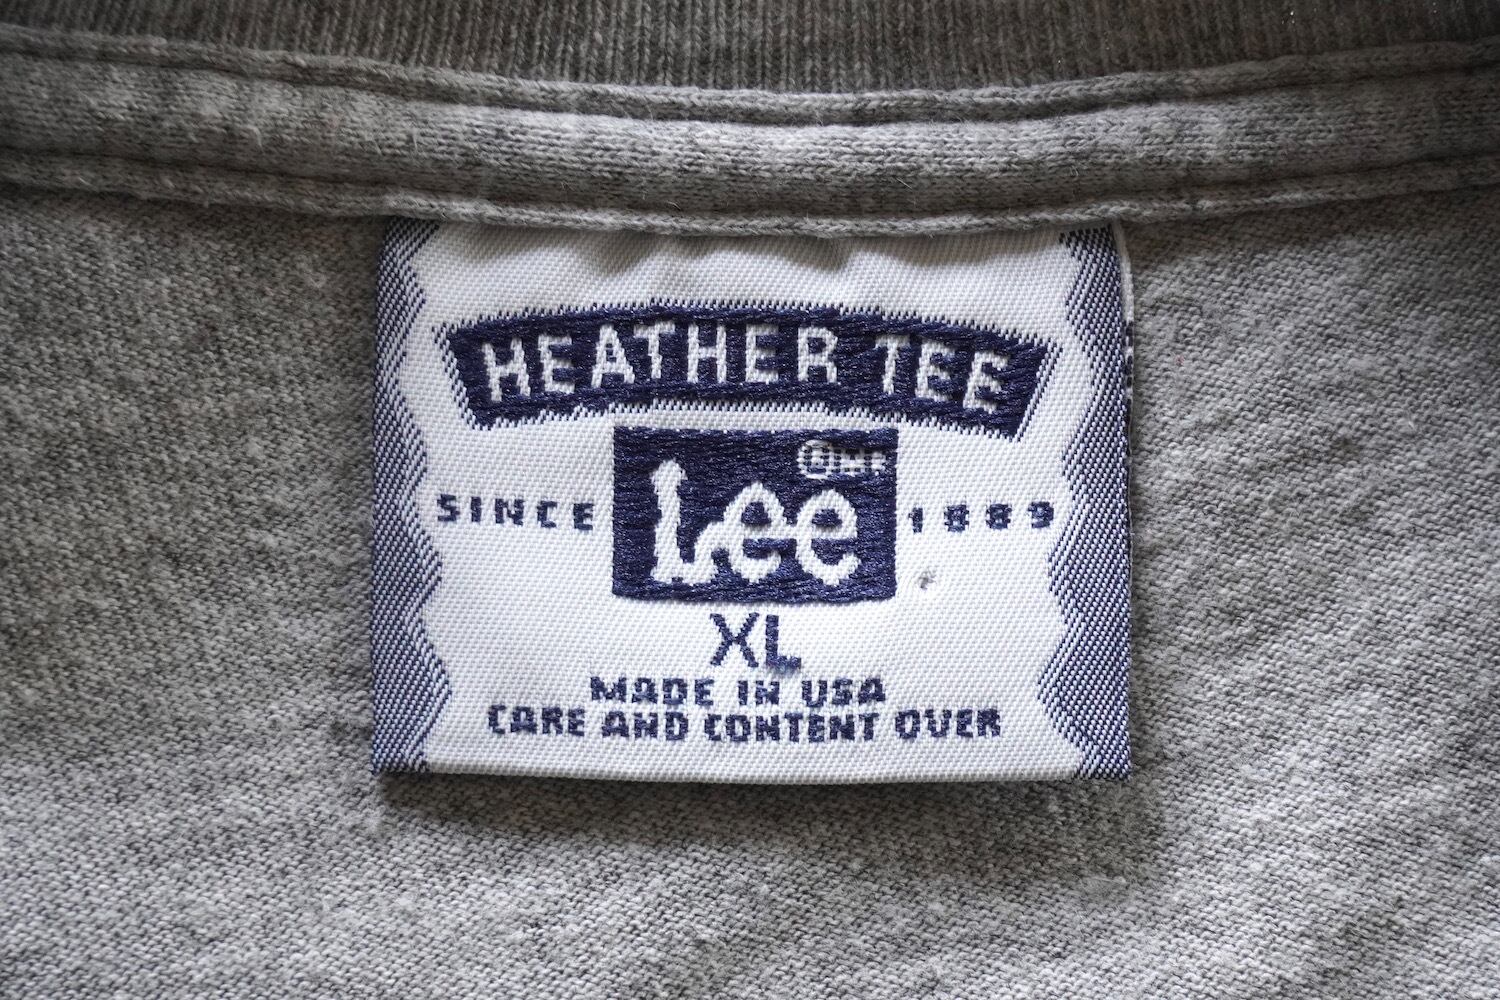 HEATHER TEE
Lee
SINCE 1889
XL
MADE IN USA
CARE AND CONTENT OVER